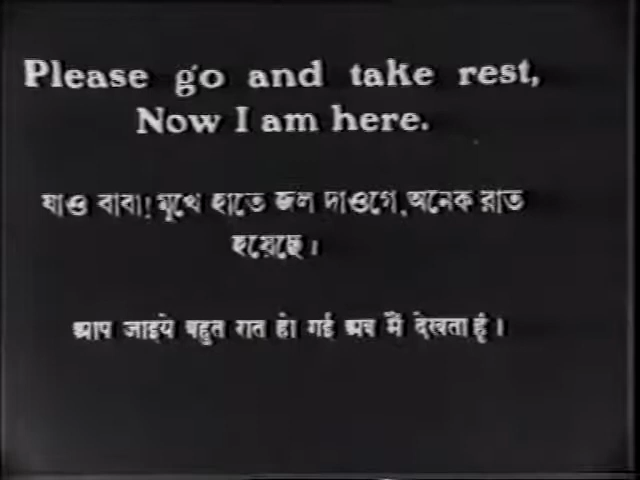 Please go and take rest,
Now I am here.
যাও বাবা! মুখে হাতে জল দাওগে, অনেক রাত
হয়েছে।
आप जाइये बहुत रात हो गई अब मैं देखता हूं।